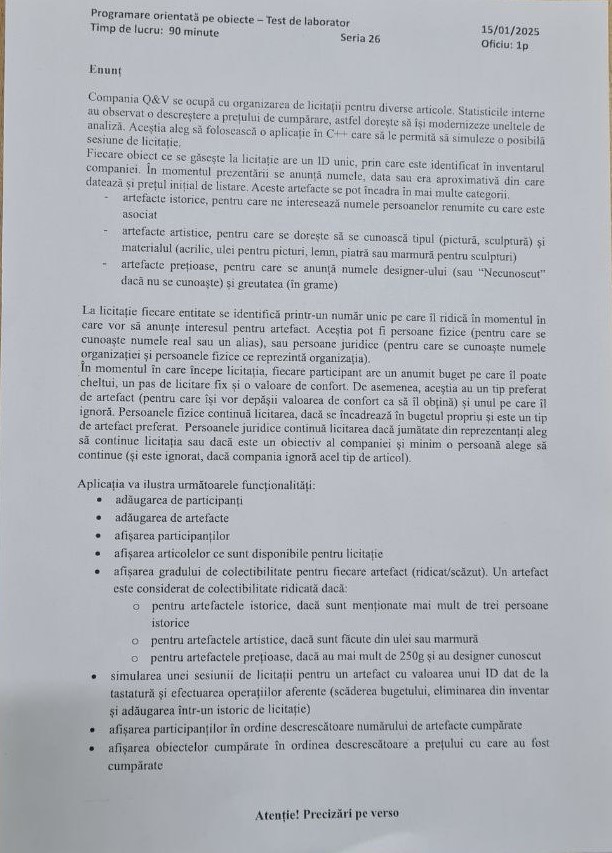 Programare orientată pe obiecte – Test de laborator
15/01/2025
Timp de lucru: 90 minute
Seria 26
Oficiu: 1p
Enunț
Compania Q&V se ocupă cu organizarea de licitații pentru diverse articole. Statisticile interne
au observat o descreștere a prețului de cumpărare, astfel dorește să își modernizeze uneltele de
analiză. Aceștia aleg să folosească o aplicație în C++ care să le permită să simuleze o posibilă
sesiune de licitație.
Fiecare obiect ce se găsește la licitație are un ID unic, prin care este identificat în inventarul
companiei. În momentul prezentării se anunță numele, data sau era aproximativă din care
datează și prețul inițial de listare. Aceste artefacte se pot încadra în mai multe categorii.
- artefacte istorice, pentru care ne interesează numele persoanelor renumite cu care este
asociat
- artefacte artistice, pentru care se dorește să se cunoască tipul (pictură, sculptură) și
materialul (acrilic, ulei pentru picturi, lemn, piatră sau marmură pentru sculpturi)
- artefacte prețioase, pentru care se anunță numele designer-ului (sau “Necunoscut”
dacă nu se cunoaște) și greutatea (în grame)
La licitație fiecare entitate se identifică printr-un număr unic pe care îl ridică în momentul în
care vor să anunțe interesul pentru artefact. Aceștia pot fi persoane fizice (pentru care se
cunoaște numele real sau un alias), sau persoane juridice (pentru care se cunoaște numele
organizației și persoanele fizice ce reprezintă organizația).
În momentul în care începe licitația, fiecare participant are un anumit buget pe care îl poate
cheltui, un pas de licitare fix și o valoare de confort. De asemenea, aceștia au un tip preferat
de artefact (pentru care își vor depăși valoarea de confort ca să îl obțină) și unul pe care îl
ignoră. Persoanele fizice continuă licitarea, dacă se încadrează în bugetul propriu și este un tip
de artefact preferat. Persoanele juridice continuă licitarea dacă jumătate din reprezentanți aleg
să continue licitația sau dacă este un obiectiv al companiei și minim o persoană alege să
continue (și este ignorat, dacă compania ignoră acel tip de articol).
Aplicația va ilustra următoarele funcționalități:
• adăugarea de participanți
• adăugarea de artefacte
• afișarea participanților
• afișarea articolelor ce sunt disponibile pentru licitație
• afișarea gradului de colectibilitate pentru fiecare artefact (ridicat/scăzut). Un artefact
este considerat de colectibilitate ridicată dacă:
o pentru artefactele istorice, dacă sunt menționate mai mult de trei persoane
istorice
o pentru artefactele artistice, dacă sunt făcute din ulei sau marmură
o pentru artefactele prețioase, dacă au mai mult de 250g și au designer cunoscut
• simularea unei sesiuni de licitații pentru un artefact cu valoarea unui ID dat de la
tastatură și efectuarea operațiilor aferente (scăderea bugetului, eliminarea din inventar
și adăugarea într-un istoric de licitație)
• afișarea participanților în ordine descrescătoare numărului de artefacte cumpărate
• afișarea obiectelor cumpărate în ordinea descrescătoare a prețului cu care au fost
cumpărate
Atenție! Precizări pe verso